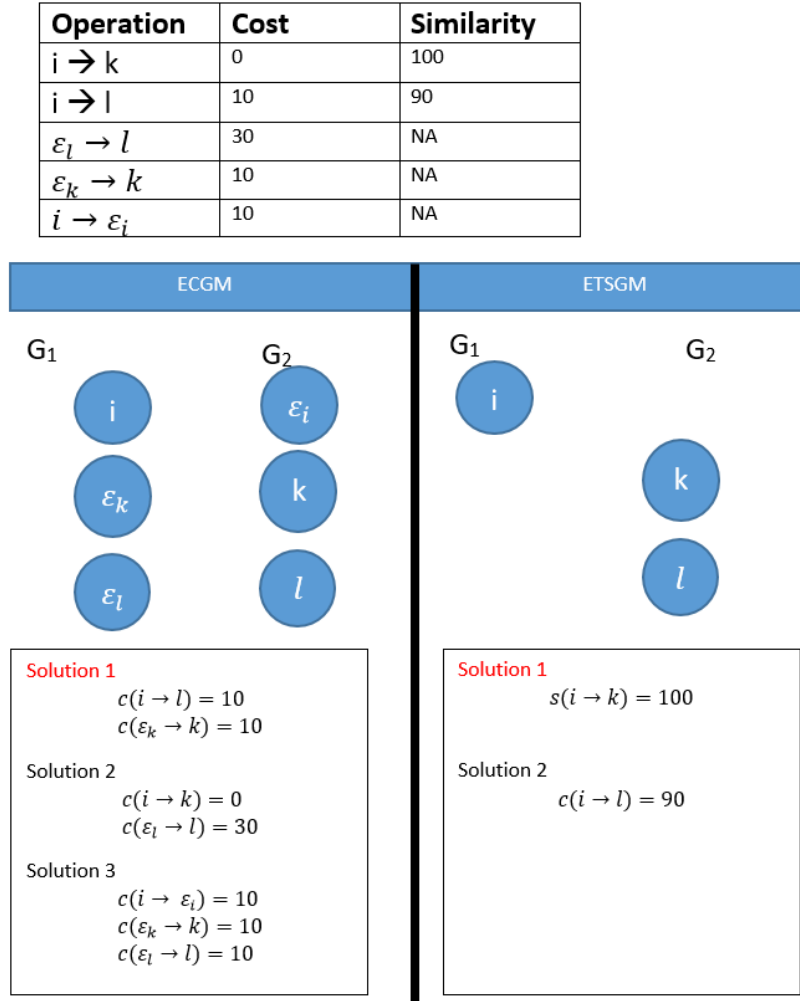 Operation Cost Similarity
i → k 0 100
i → l 10 90
ε_l → l 30 NA
ε_k → k 10 NA
i → ε_i 10 NA
ECGM ETSGM
G₁ G₂ G₁ G₂
i ε_i i
ε_k k k
ε_l l l
Solution 1
c(i → l) = 10
c(ε_k → k) = 10
Solution 2
c(i → k) = 0
c(ε_l → l) = 30
Solution 3
c(i → ε_i) = 10
c(ε_k → k) = 10
c(ε_l → l) = 10
Solution 1
s(i → k) = 100
Solution 2
c(i → l) = 90